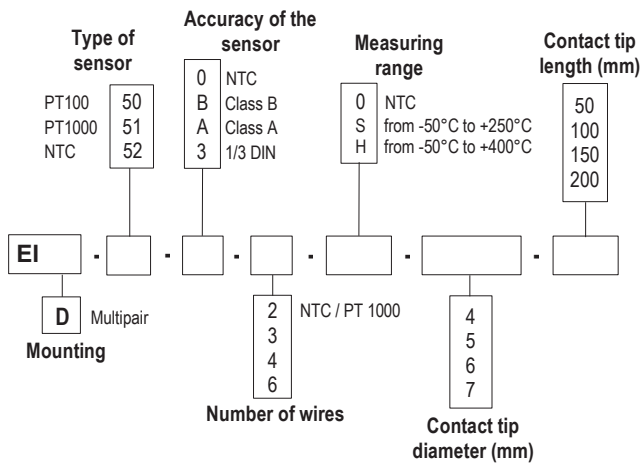 Type of
sensor
PT100 50
PT1000 51
NTC 52
Accuracy of the
sensor
0 NTC
B Class B
A Class A
3 1/3 DIN
Measuring
range
0 NTC
S from -50°C to +250°C
H from -50°C to +400°C
Contact tip
length (mm)
50
100
150
200
EI - - - - - -
D Multipair
Mounting
2 NTC / PT 1000
3
4
6
Number of wires
4
5
6
7
Contact tip
diameter (mm)